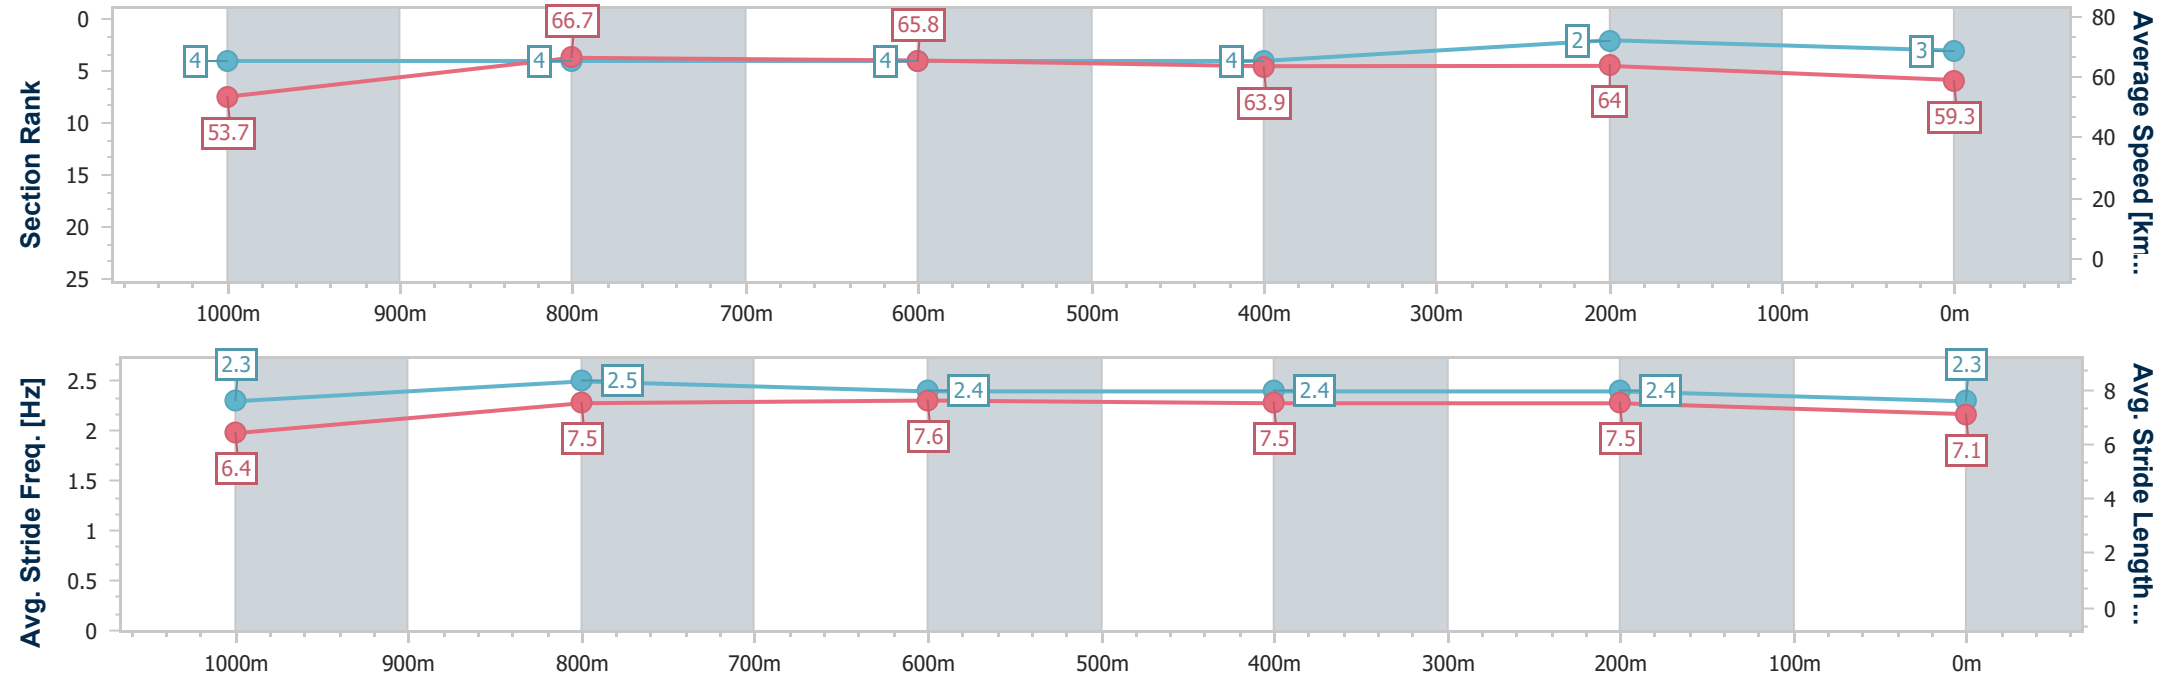 Section Rank
0
5
10
15
20
25
66.7
65.8
4
4
4
4
2
3
53.7
63.9
64
59.3
80
60
40
20
0
Average Speed [km...
1000m
900m
800m
700m
600m
500m
400m
300m
200m
100m
0m
Avg. Stride Freq. [Hz]
2.5
2
1.5
1
0.5
0
2.3
2.5
2.4
2.4
2.4
2.3
6.4
7.5
7.6
7.5
7.5
7.1
8
6
4
2
0
Avg. Stride Length ...
1000m
900m
800m
700m
600m
500m
400m
300m
200m
100m
0m